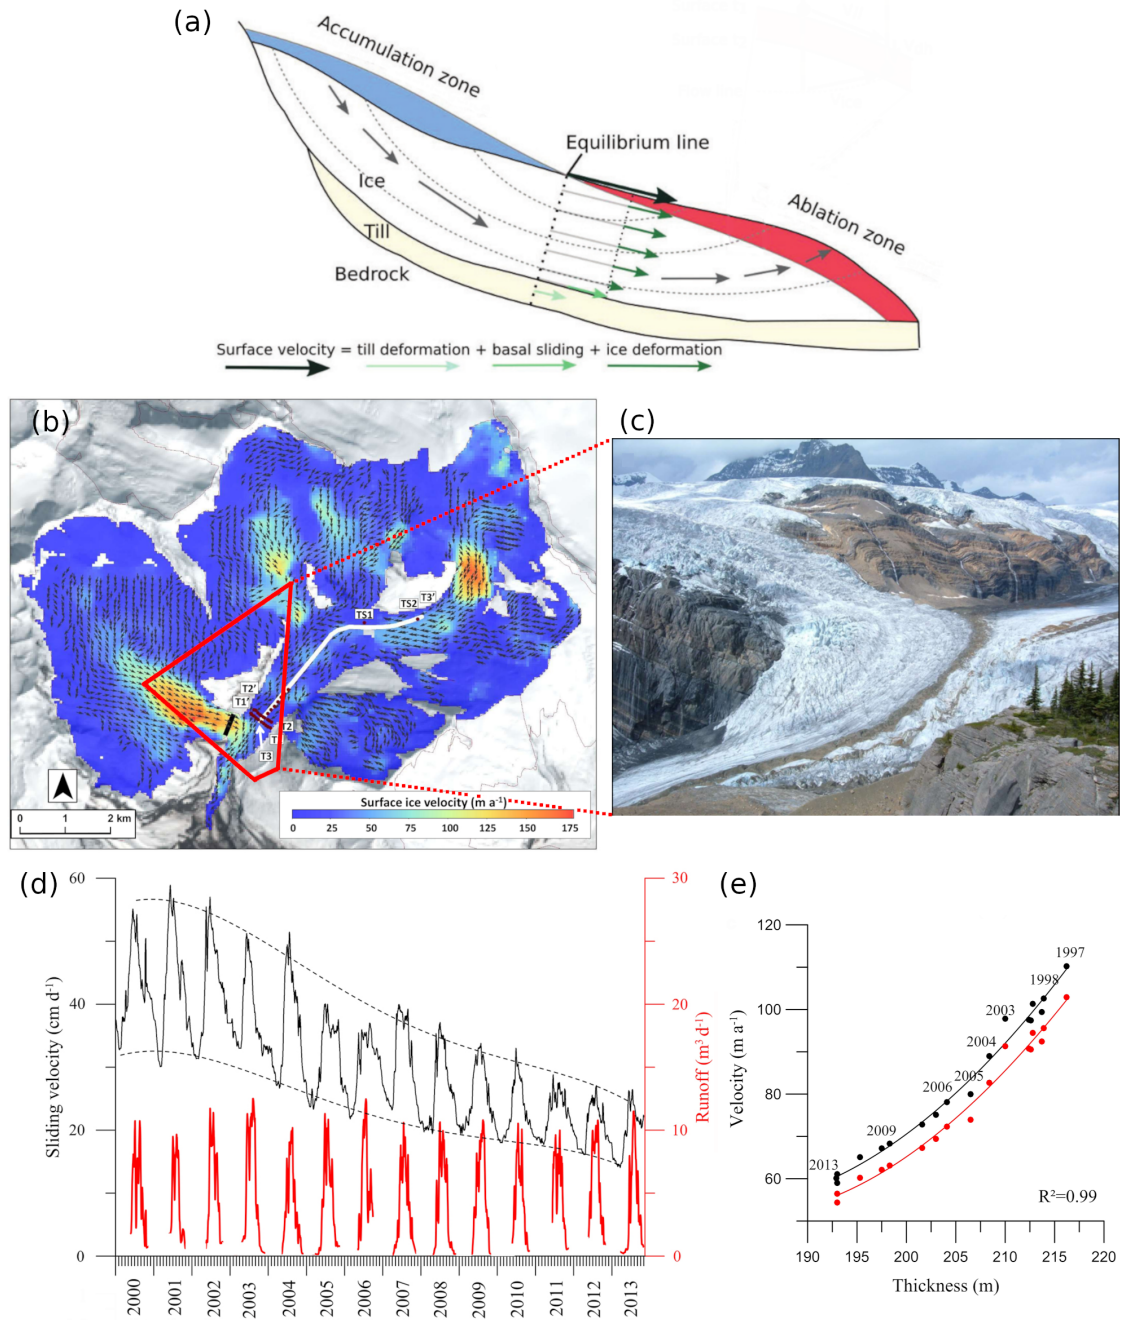 (a)
Accumulation zone
Equilibrium line
Ablation zone
Ice
Till
Bedrock
Surface velocity = till deformation + basal sliding + ice deformation
(b)
(c)
TS1
TS2
T3'
T2'
T1'
T2
T
T3
0 1 2 km
Surface ice velocity (m a⁻¹)
0 25 50 75 100 125 150 175
(d)
Sliding velocity (cm d⁻¹)
60
40
20
0
30
20
10
0
Runoff (m³ d⁻¹)
2000 2001 2002 2003 2004 2005 2006 2007 2008 2009 2010 2011 2012 2013
(e)
Velocity (m a⁻¹)
120
100
80
60
1997
1998
2003
2004
2005
2006
2009
2013
R²=0.99
190 195 200 205 210 215 220
Thickness (m)